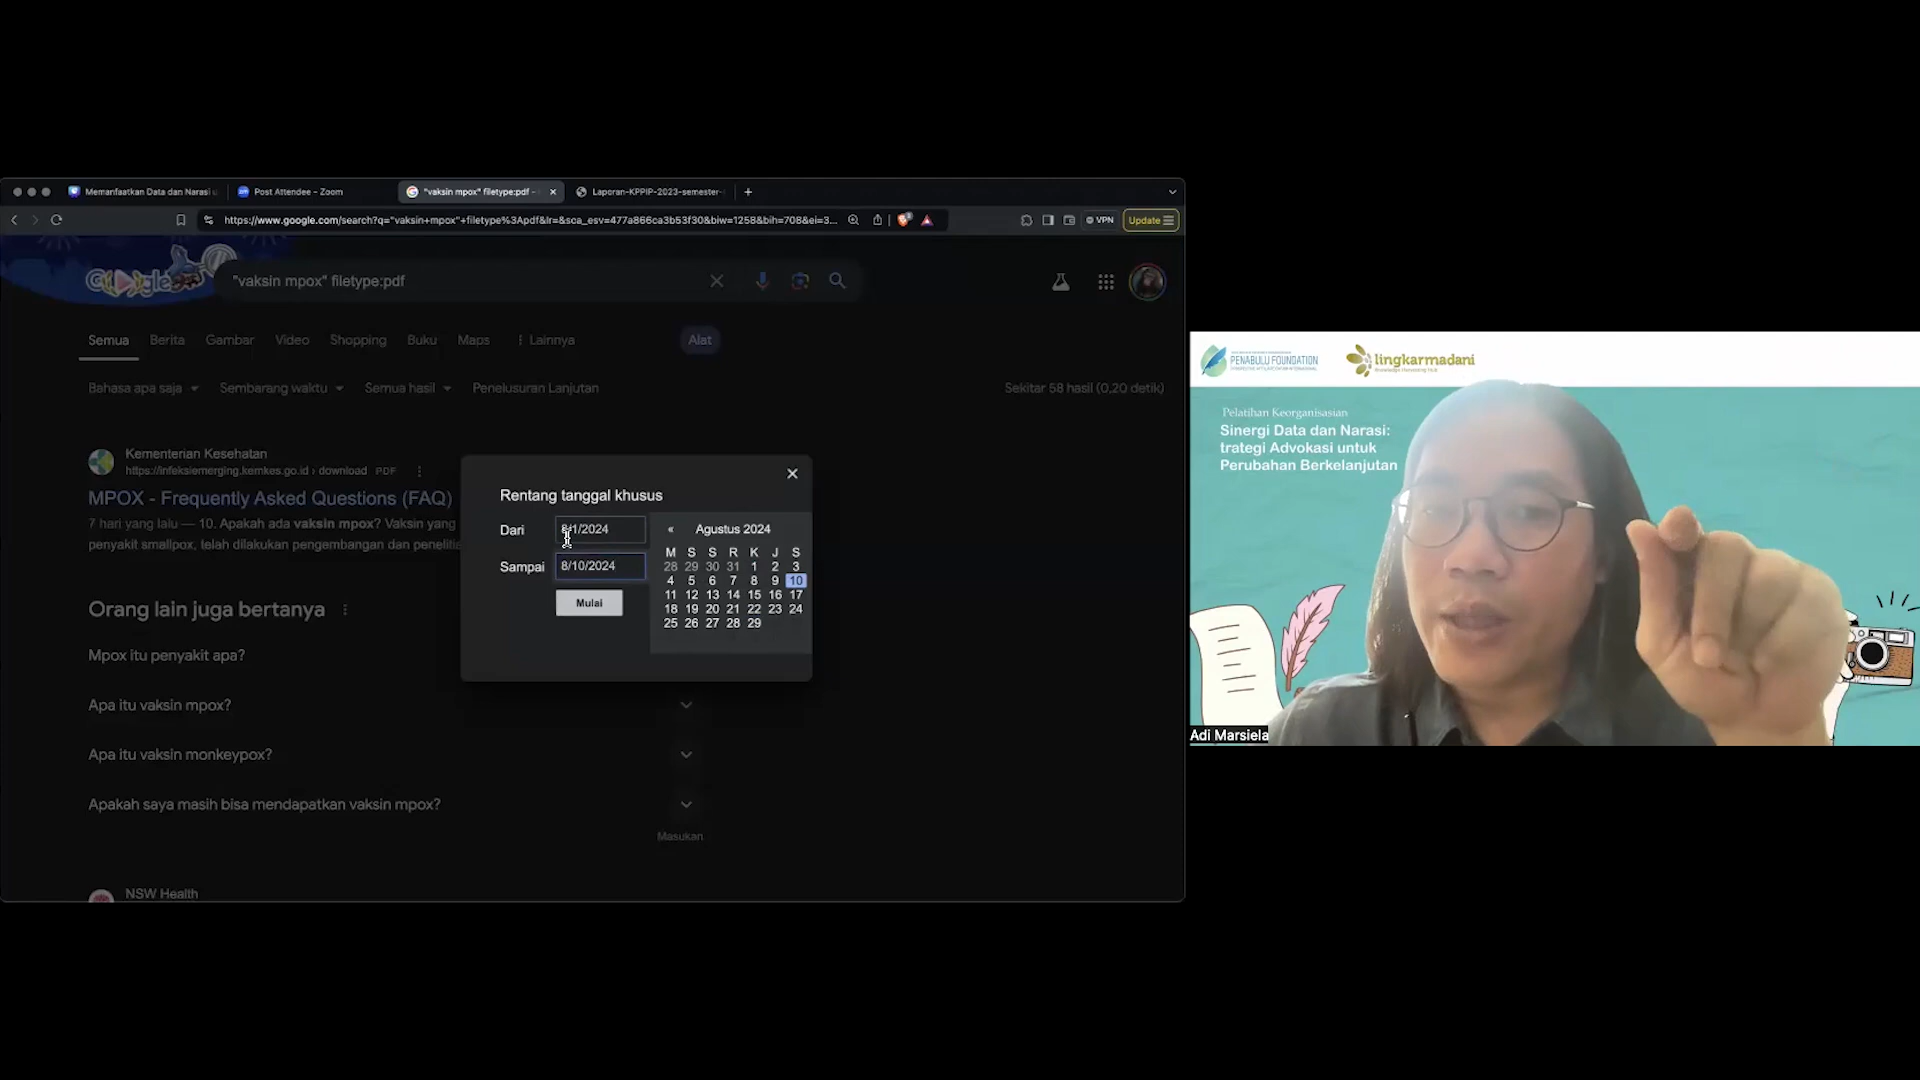 Memanfaatkan Data dan Narasi u
Post Attendee - Zoom
"vaksin mpox" filetype:pdf -
Laporan-KPPIP-2023-semester-
https://www.google.com/search?q="vaksin+mpox"+filetype%3Apdf&lr=&sca_esv=477a866ca3b53f30&biw=1258&bih=708&ei=3...
VPN
Update
"vaksin mpox" filetype:pdf
Semua Berita Gambar Video Shopping Buku Maps Lainnya Alat
Bahasa apa saja Sembarang waktu Semua hasil Penelusuran Lanjutan Sekitar 58 hasil (0,20 detik)
Kementerian Kesehatan
https://infeksiemerging.kemkes.go.id › download PDF
MPOX - Frequently Asked Questions (FAQ)
7 hari yang lalu — 10. Apakah ada vaksin mpox? Vaksin yang
penyakit smallpox, telah dilakukan pengembangan dan penelitia
Rentang tanggal khusus
Dari 8/1/2024
Sampai 8/10/2024
Mulai
« Agustus 2024
M S S R K J S
28 29 30 31 1 2 3
4 5 6 7 8 9 10
11 12 13 14 15 16 17
18 19 20 21 22 23 24
25 26 27 28 29
Orang lain juga bertanya
Mpox itu penyakit apa?
Apa itu vaksin mpox?
Apa itu vaksin monkeypox?
Apakah saya masih bisa mendapatkan vaksin mpox?
Masukan
NSW Health
PENABULU FOUNDATION
lingkarmadani
Knowledge Harvesting Hub
Pelatihan Keorganisasian
Sinergi Data dan Narasi:
trategi Advokasi untuk
Perubahan Berkelanjutan
Adi Marsiela